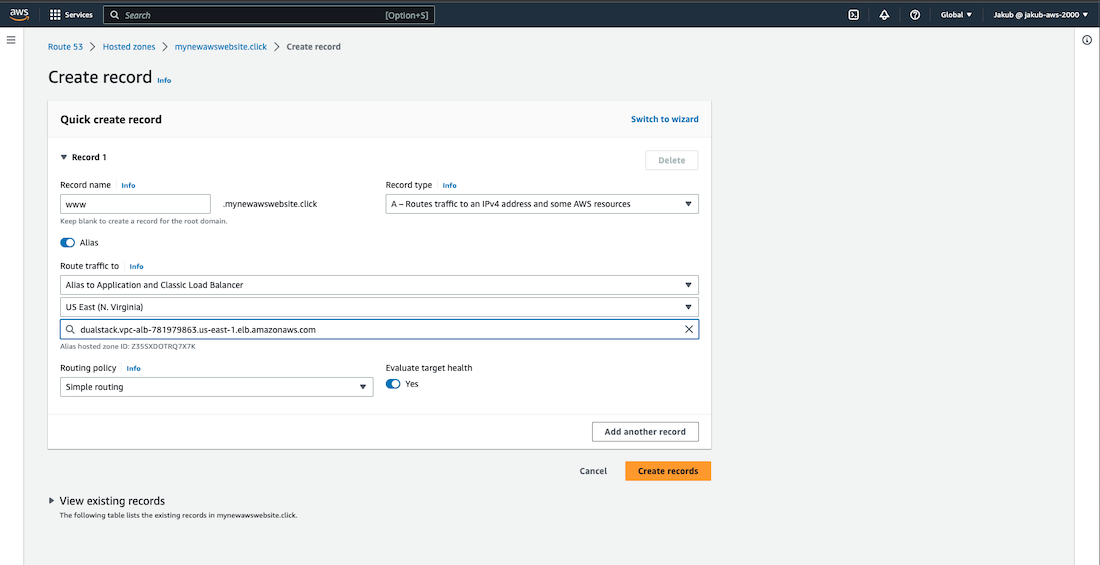 aws Services Search [Option+S] Global Jakub @ jakub-aws-2000
Route 53 > Hosted zones > mynewawswebsite.click > Create record
Create record Info
Quick create record Switch to wizard
Record 1 Delete
Record name Info Record type Info
www .mynewawswebsite.click A – Routes traffic to an IPv4 address and some AWS resources
Keep blank to create a record for the root domain.
Alias
Route traffic to Info
Alias to Application and Classic Load Balancer
US East (N. Virginia)
dualstack.vpc-alb-781979863.us-east-1.elb.amazonaws.com
Alias hosted zone ID: Z35SXDOTRQ7X7K
Routing policy Info Evaluate target health
Simple routing Yes
Add another record
Cancel Create records
View existing records
The following table lists the existing records in mynewawswebsite.click.